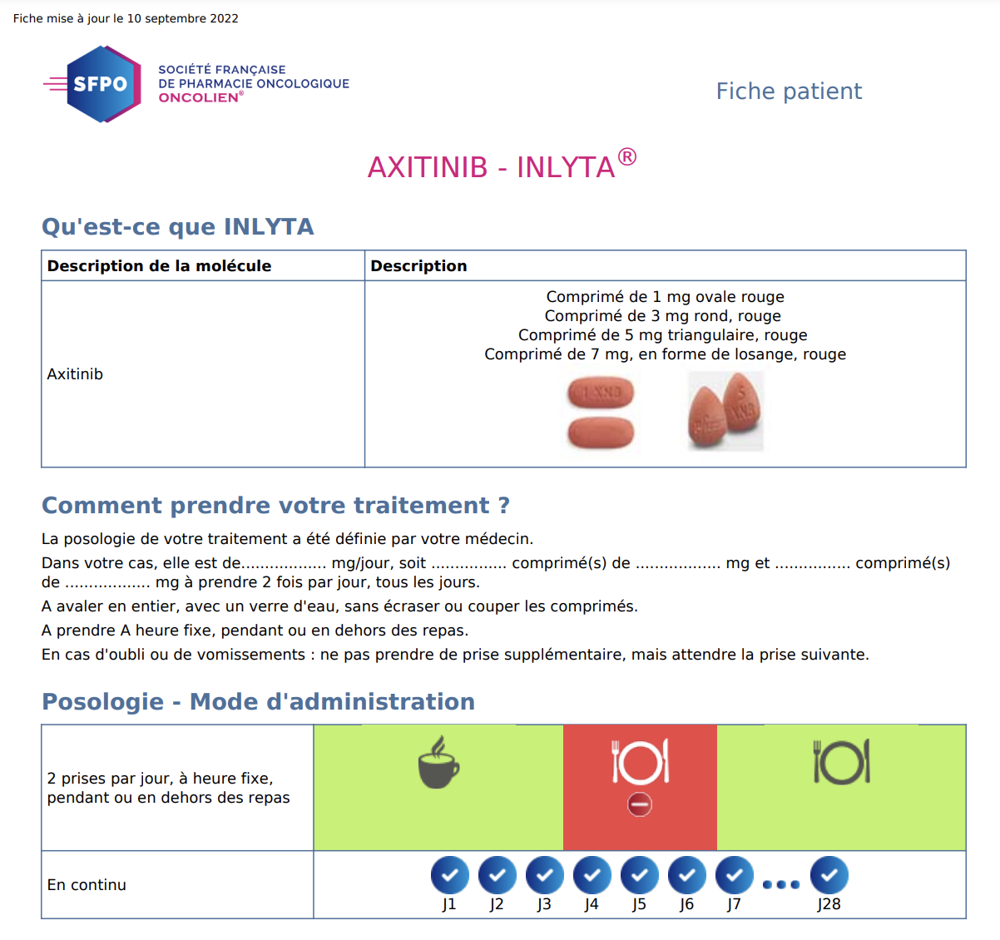 Fiche mise à jour le 10 septembre 2022
SFPO
SOCIÉTÉ FRANÇAISE
DE PHARMACIE ONCOLOGIQUE
ONCOLIEN®
Fiche patient
AXITINIB - INLYTA®
Qu'est-ce que INLYTA
Description de la molécule
Description
Axitinib
Comprimé de 1 mg ovale rouge
Comprimé de 3 mg rond, rouge
Comprimé de 5 mg triangulaire, rouge
Comprimé de 7 mg, en forme de losange, rouge
1 XNB
5
XNB
Comment prendre votre traitement ?
La posologie de votre traitement a été définie par votre médecin.
Dans votre cas, elle est de.................. mg/jour, soit ................ comprimé(s) de .................. mg et ................ comprimé(s)
de .................. mg à prendre 2 fois par jour, tous les jours.
A avaler en entier, avec un verre d'eau, sans écraser ou couper les comprimés.
A prendre A heure fixe, pendant ou en dehors des repas.
En cas d'oubli ou de vomissements : ne pas prendre de prise supplémentaire, mais attendre la prise suivante.
Posologie - Mode d'administration
2 prises par jour, à heure fixe,
pendant ou en dehors des repas
En continu
J1 J2 J3 J4 J5 J6 J7 J28